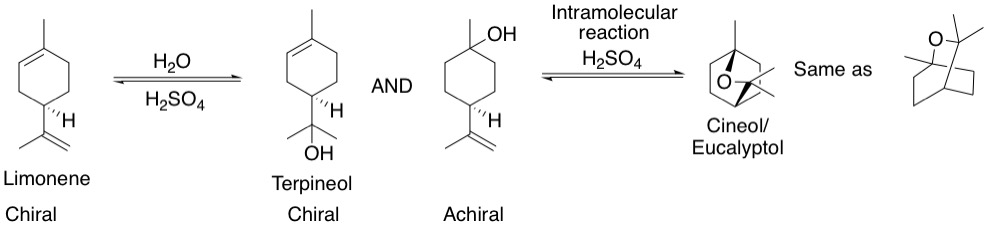 Intramolecular
reaction
H₂SO₄
H₂O
H₂SO₄
H
Limonene
Chiral
H
OH
Terpineol
Chiral
AND
OH
H
Achiral
O
Cineol/
Eucalyptol
Same as
O